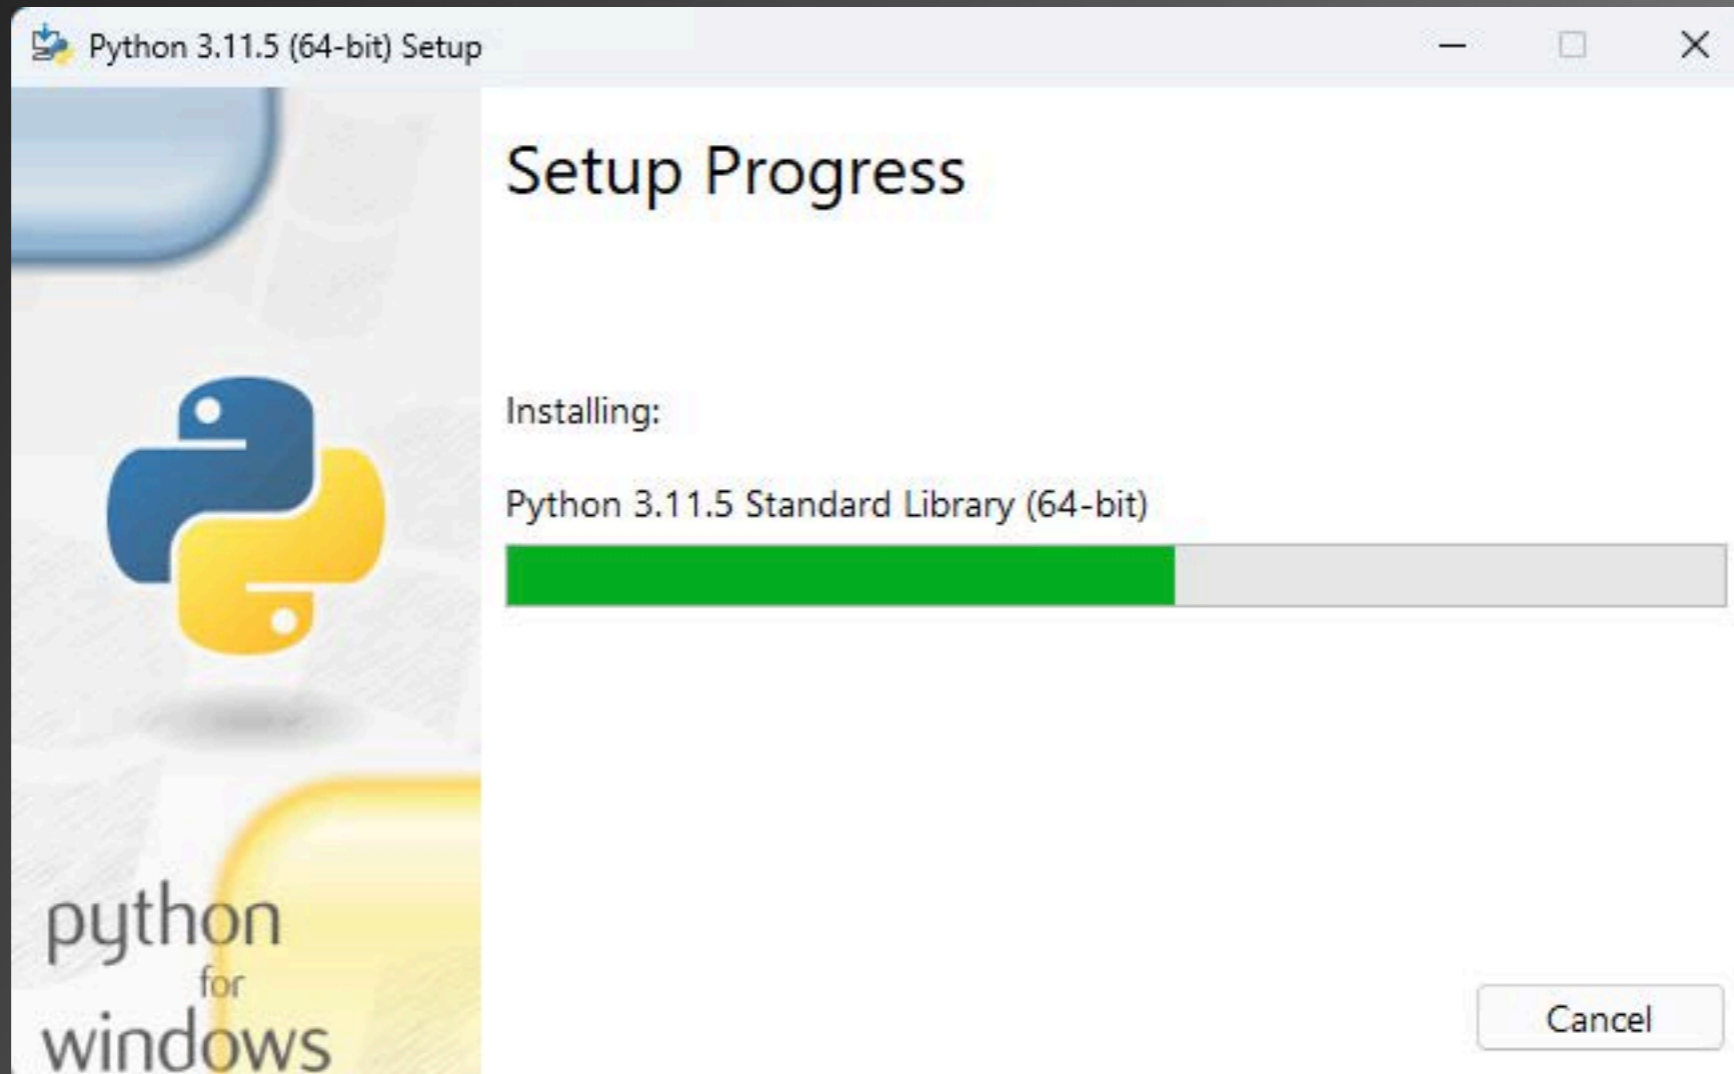 Python 3.11.5 (64-bit) Setup
Setup Progress
Installing:
Python 3.11.5 Standard Library (64-bit)
python
for
windows
Cancel